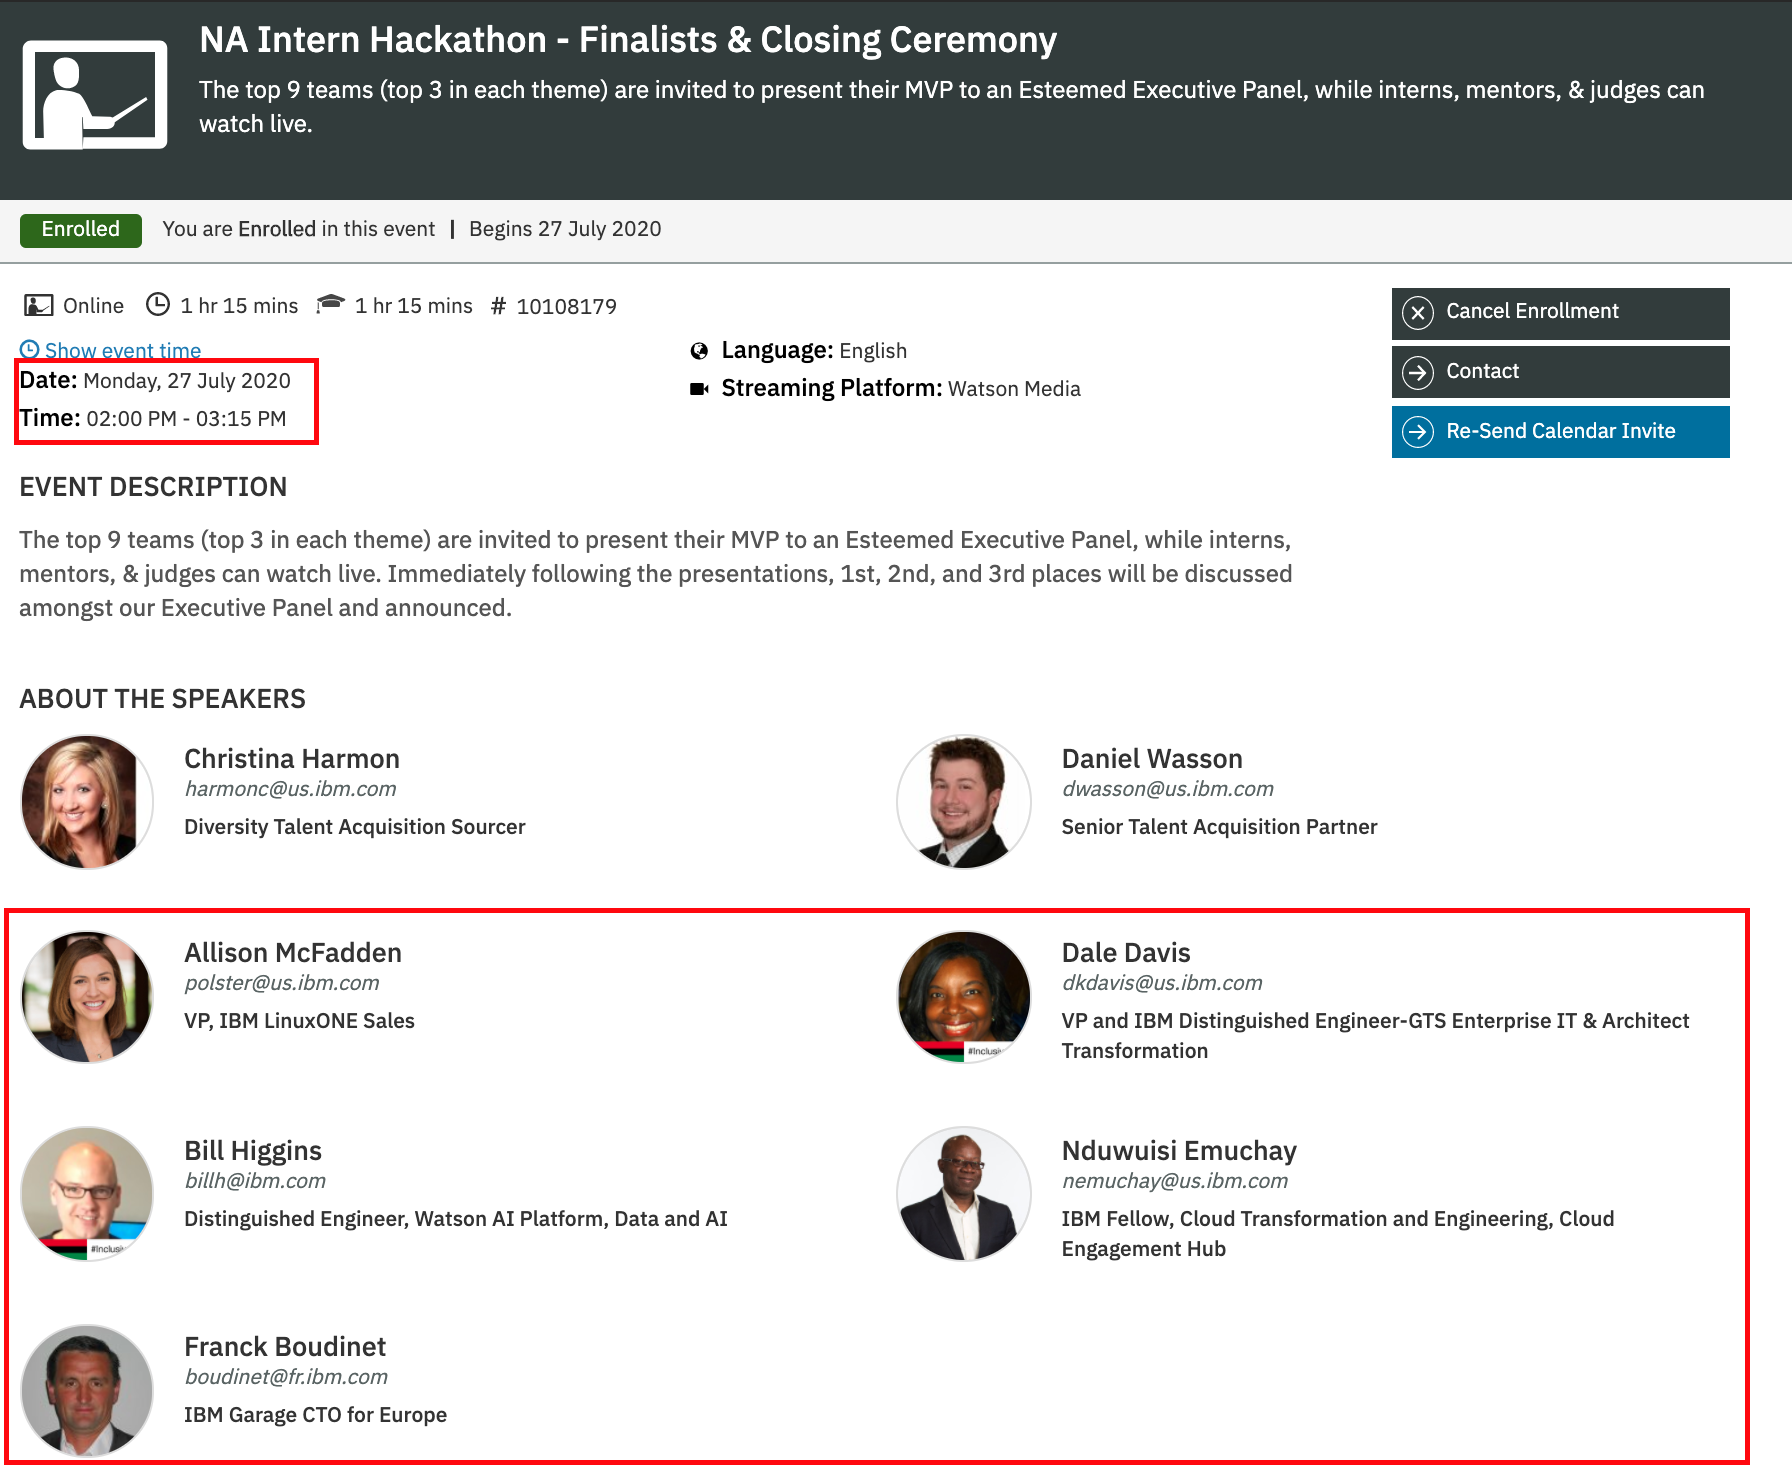 NA Intern Hackathon - Finalists & Closing Ceremony
The top 9 teams (top 3 in each theme) are invited to present their MVP to an Esteemed Executive Panel, while interns, mentors, & judges can
watch live.
Enrolled
You are Enrolled in this event | Begins 27 July 2020
Online 1 hr 15 mins 1 hr 15 mins # 10108179
Show event time
Date: Monday, 27 July 2020
Time: 02:00 PM - 03:15 PM
Language: English
Streaming Platform: Watson Media
Cancel Enrollment
Contact
Re-Send Calendar Invite
EVENT DESCRIPTION
The top 9 teams (top 3 in each theme) are invited to present their MVP to an Esteemed Executive Panel, while interns,
mentors, & judges can watch live. Immediately following the presentations, 1st, 2nd, and 3rd places will be discussed
amongst our Executive Panel and announced.
ABOUT THE SPEAKERS
Christina Harmon
harmonc@us.ibm.com
Diversity Talent Acquisition Sourcer
Daniel Wasson
dwasson@us.ibm.com
Senior Talent Acquisition Partner
Allison McFadden
polster@us.ibm.com
VP, IBM LinuxONE Sales
#Inclusiv
Dale Davis
dkdavis@us.ibm.com
VP and IBM Distinguished Engineer-GTS Enterprise IT & Architect
Transformation
#Inclusi
Bill Higgins
billh@ibm.com
Distinguished Engineer, Watson AI Platform, Data and AI
Nduwuisi Emuchay
nemuchay@us.ibm.com
IBM Fellow, Cloud Transformation and Engineering, Cloud
Engagement Hub
Franck Boudinet
boudinet@fr.ibm.com
IBM Garage CTO for Europe